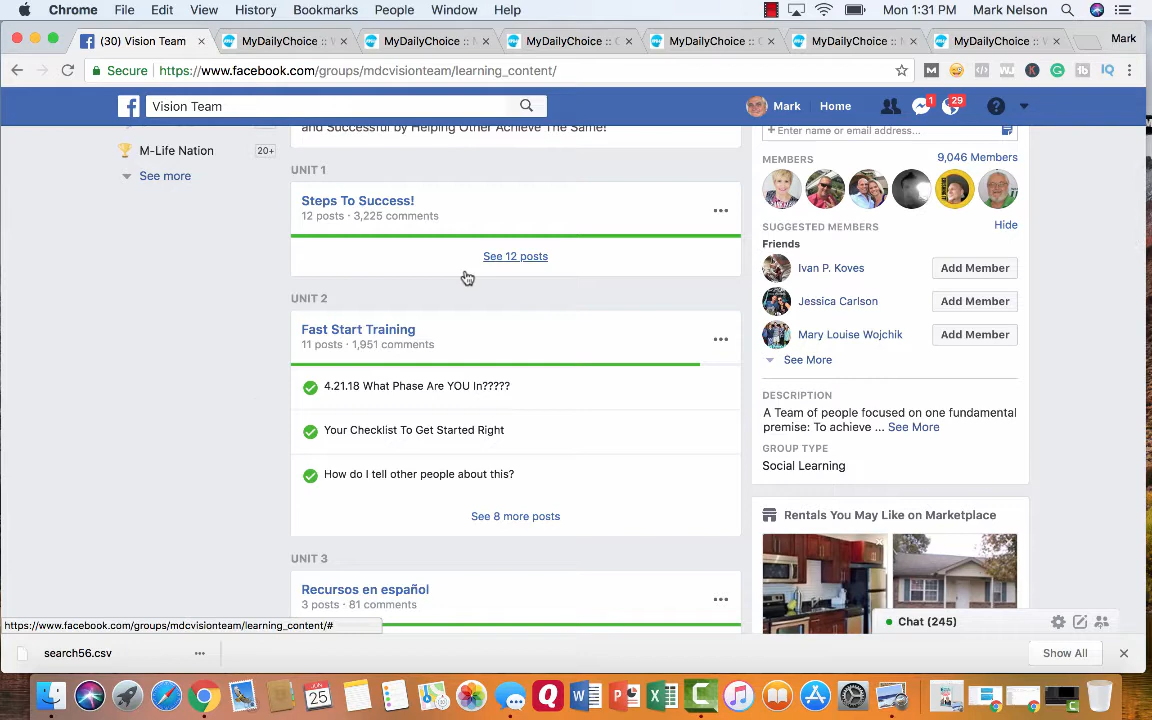 Chrome File Edit View History Bookmarks People Window Help Mon 1:31 PM Mark Nelson
(30) Vision Team MyDailyChoice :: MyDailyChoice :: MyDailyChoice :: MyDailyChoice :: MyDailyChoice :: MyDailyChoice :: Mark
Secure https://www.facebook.com/groups/mdcvisionteam/learning_content/
Vision Team Mark Home 1 29
and Successful by Helping Other Achieve The Same!
+ Enter name or email address...
M-Life Nation 20+
See more
UNIT 1
Steps To Success!
12 posts · 3,225 comments
See 12 posts
UNIT 2
Fast Start Training
11 posts · 1,951 comments
4.21.18 What Phase Are YOU In?????
Your Checklist To Get Started Right
How do I tell other people about this?
See 8 more posts
UNIT 3
Recursos en español
3 posts · 81 comments
MEMBERS 9,046 Members
SUGGESTED MEMBERS Hide
Friends
Ivan P. Koves Add Member
Jessica Carlson Add Member
Mary Louise Wojchik Add Member
See More
DESCRIPTION
A Team of people focused on one fundamental
premise: To achieve ... See More
GROUP TYPE
Social Learning
Rentals You May Like on Marketplace
Chat (245)
https://www.facebook.com/groups/mdcvisionteam/learning_content/#
search56.csv Show All
JUN
25